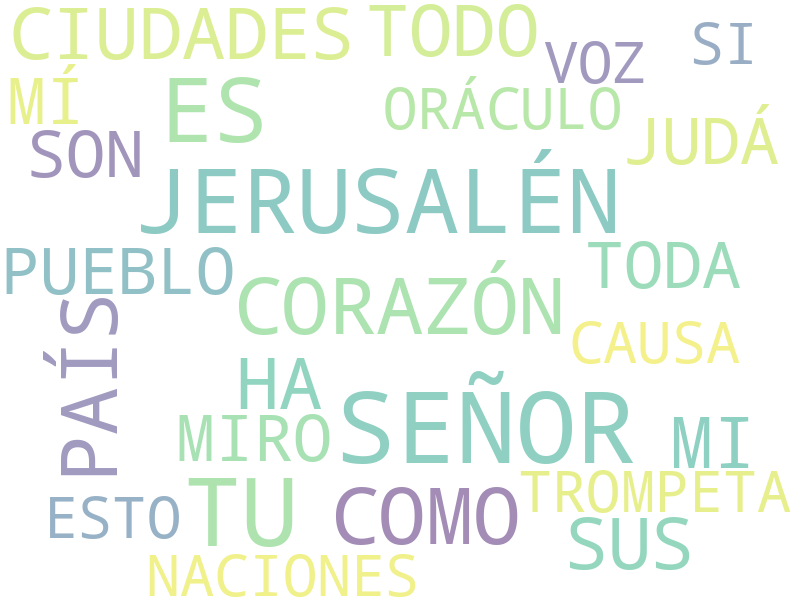 CIUDADES
TODO
VOZ
SI
MÍ
ES
ORÁCULO
SON
JUDÁ
JERUSALÉN
PUEBLO
TODA
CORAZÓN
PAÍS
CAUSA
HA
SEÑOR
MIRO
MI
TROMPETA
ESTO
TU
COMO
SUS
NACIONES